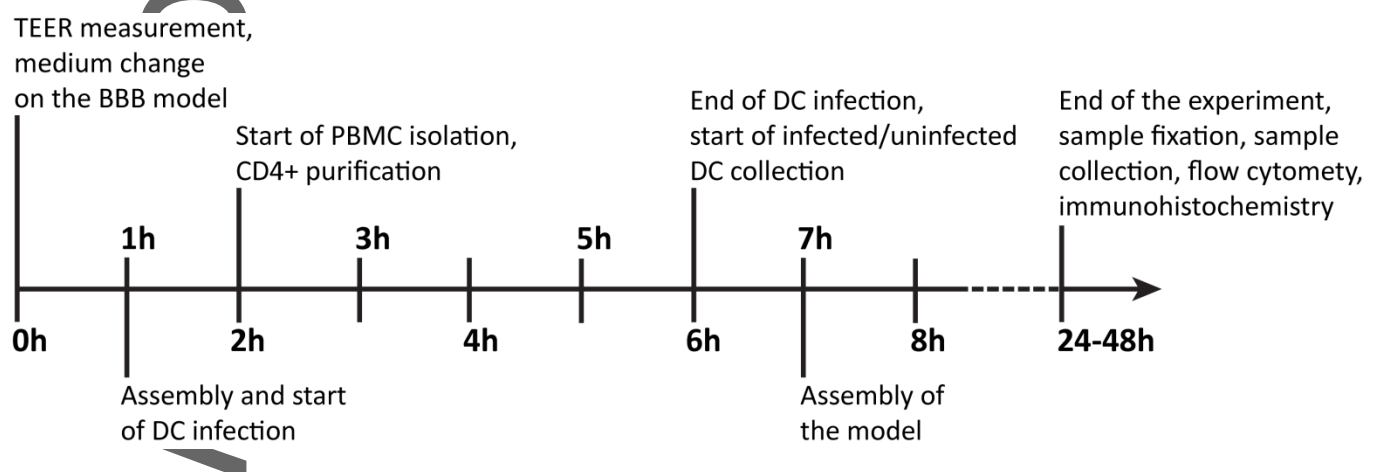 TEER measurement,
medium change
on the BBB model
Start of PBMC isolation,
CD4+ purification
End of DC infection,
start of infected/uninfected
DC collection
End of the experiment,
sample fixation, sample
collection, flow cytomety,
immunohistochemistry
1h
3h
5h
7h
0h
2h
4h
6h
8h
24-48h
Assembly and start
of DC infection
Assembly of
the model